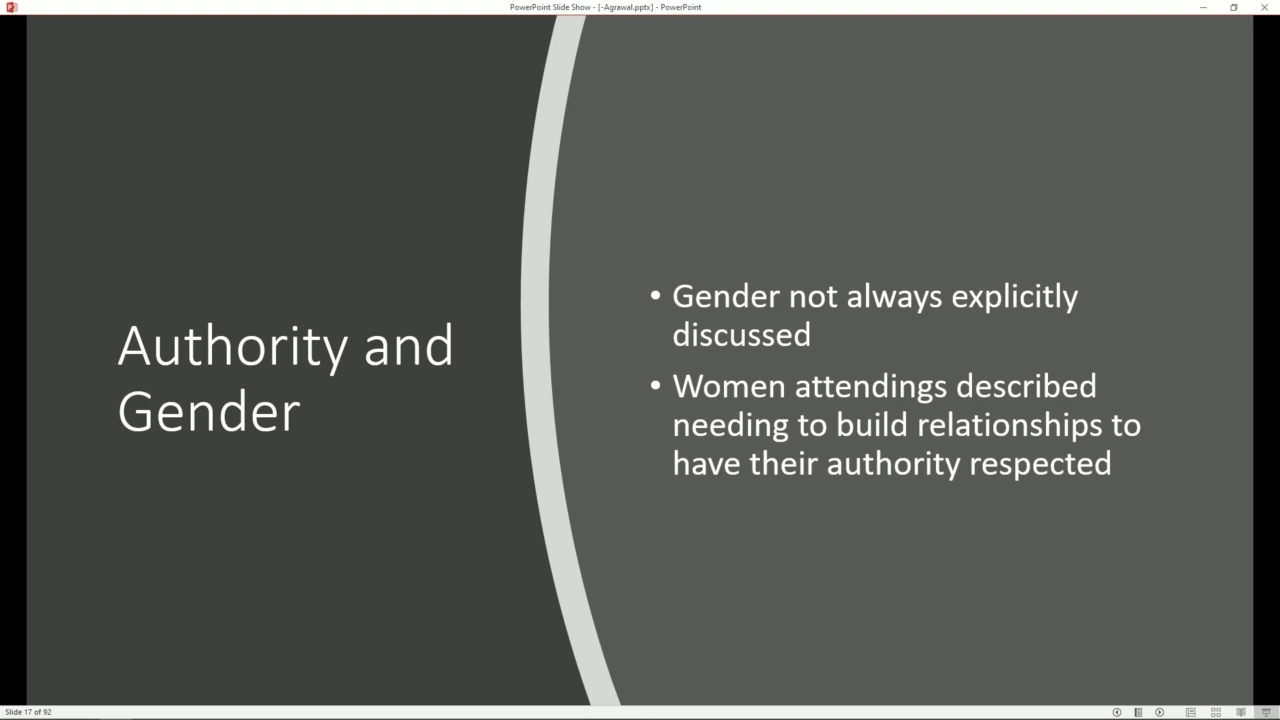 PowerPoint Slide Show - [-Agrawal.pptx] - PowerPoint
Authority and
Gender
• Gender not always explicitly
discussed
• Women attendings described
needing to build relationships to
have their authority respected
Slide 17 of 92